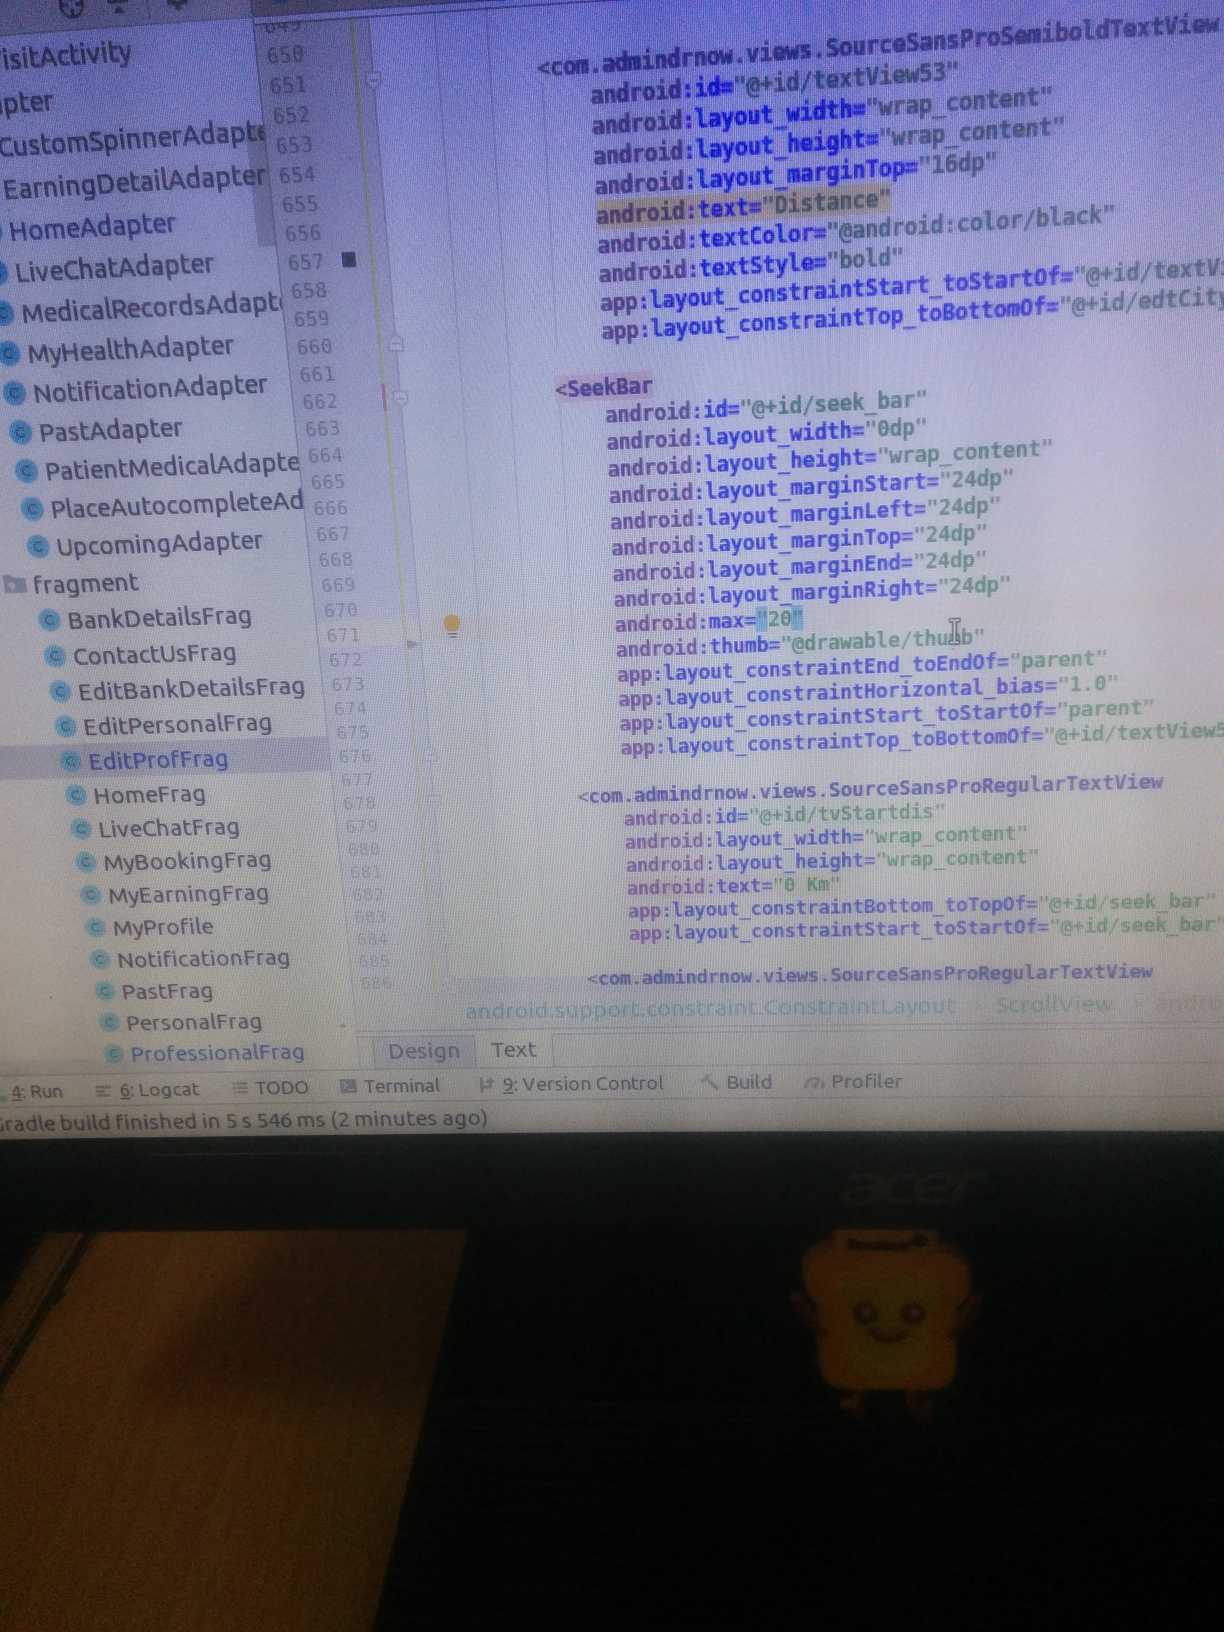 isitActivity
pter
CustomSpinnerAdapte
EarningDetailAdapter
HomeAdapter
LiveChatAdapter
MedicalRecordsAdapt
MyHealthAdapter
NotificationAdapter
PastAdapter
PatientMedicalAdapte
PlaceAutocompleteAd
UpcomingAdapter
fragment
BankDetailsFrag
ContactUsFrag
EditBankDetailsFrag
EditPersonalFrag
EditProfFrag
HomeFrag
LiveChatFrag
MyBookingFrag
MyEarningFrag
MyProfile
NotificationFrag
PastFrag
PersonalFrag
ProfessionalFrag
649
650
651
652
653
654
655
656
657
658
659
660
661
662
663
664
665
666
667
668
669
670
671
672
673
674
675
676
677
678
679
680
681
682
683
684
685
686
<com.admindrnow.views.SourceSansProSemiboldTextView
android:id="@+id/textView53"
android:layout_width="wrap_content"
android:layout_height="wrap_content"
android:layout_marginTop="16dp"
android:text="Distance"
android:textColor="@android:color/black"
android:textStyle="bold"
app:layout_constraintStart_toStartOf="@+id/textVi
app:layout_constraintTop_toBottomOf="@+id/edtCity
<SeekBar
android:id="@+id/seek_bar"
android:layout_width="0dp"
android:layout_height="wrap_content"
android:layout_marginStart="24dp"
android:layout_marginLeft="24dp"
android:layout_marginTop="24dp"
android:layout_marginEnd="24dp"
android:layout_marginRight="24dp"
android:max="20"
android:thumb="@drawable/thumb"
app:layout_constraintEnd_toEndOf="parent"
app:layout_constraintHorizontal_bias="1.0"
app:layout_constraintStart_toStartOf="parent"
app:layout_constraintTop_toBottomOf="@+id/textView5
<com.admindrnow.views.SourceSansProRegularTextView
android:id="@+id/tvStartdis"
android:layout_width="wrap_content"
android:layout_height="wrap_content"
android:text="0 Km"
app:layout_constraintBottom_toTopOf="@+id/seek_bar"
app:layout_constraintStart_toStartOf="@+id/seek_bar"
<com.admindrnow.views.SourceSansProRegularTextView
android.support.constraint.ConstraintLayout › ScrollView › andro
Design Text
4: Run 6: Logcat TODO Terminal 9: Version Control Build Profiler
Gradle build finished in 5 s 546 ms (2 minutes ago)
acer